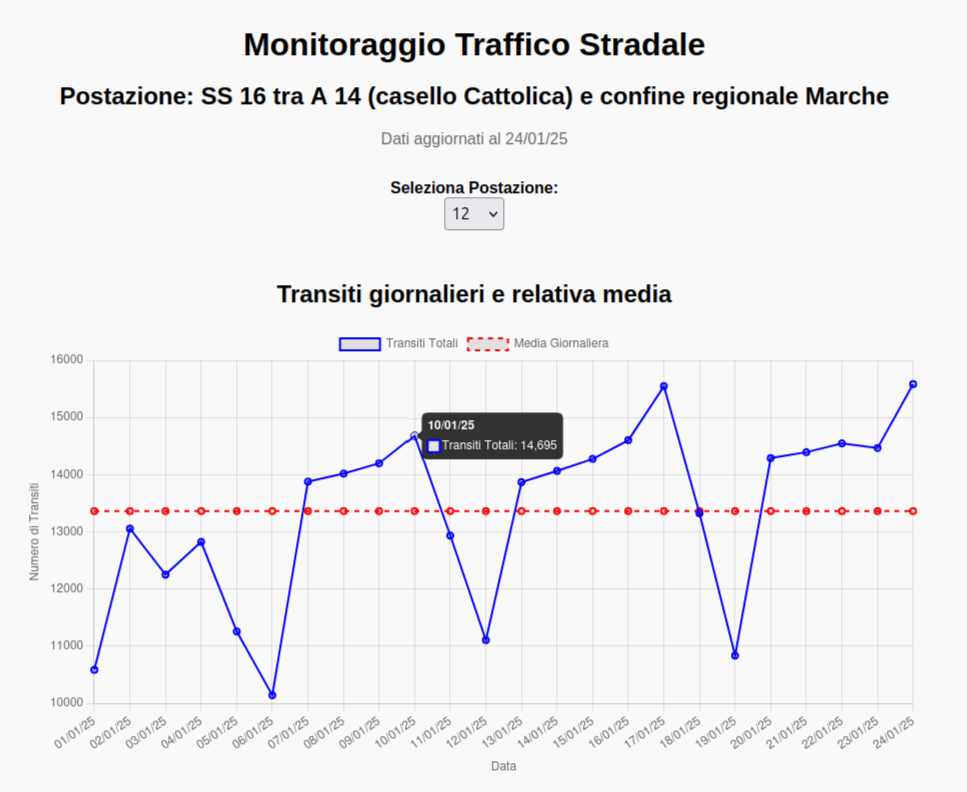 Monitoraggio Traffico Stradale
Postazione: SS 16 tra A 14 (casello Cattolica) e confine regionale Marche
Dati aggiornati al 24/01/25
Seleziona Postazione:
12
Transiti giornalieri e relativa media
Transiti Totali Media Giornaliera
16000
15000
14000
13000
12000
11000
10000
Numero di Transiti
10/01/25
Transiti Totali: 14,695
01/01/25 02/01/25 03/01/25 04/01/25 05/01/25 06/01/25 07/01/25 08/01/25 09/01/25 10/01/25 11/01/25 12/01/25 13/01/25 14/01/25 15/01/25 16/01/25 17/01/25 18/01/25 19/01/25 20/01/25 21/01/25 22/01/25 23/01/25 24/01/25
Data